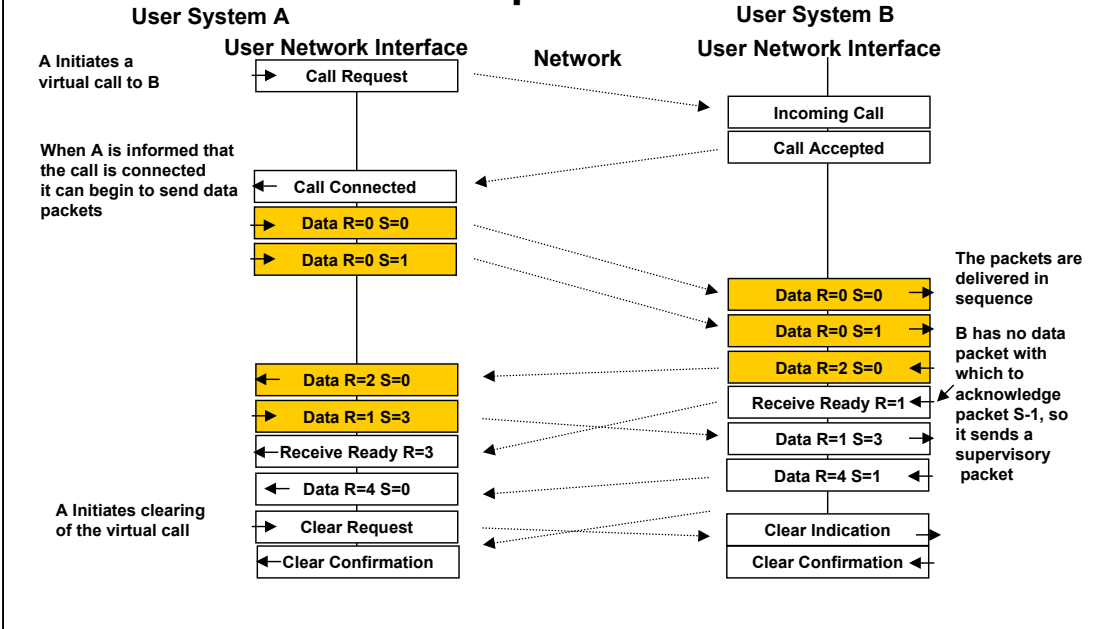 User System A
User Network Interface
A Initiates a
virtual call to B
Call Request
When A is informed that
the call is connected
it can begin to send data
packets
Call Connected
Data R=0 S=0
Data R=0 S=1
Data R=2 S=0
Data R=1 S=3
Receive Ready R=3
Data R=4 S=0
A Initiates clearing
of the virtual call
Clear Request
Clear Confirmation
Network
User System B
User Network Interface
Incoming Call
Call Accepted
Data R=0 S=0
Data R=0 S=1
Data R=2 S=0
Receive Ready R=1
Data R=1 S=3
Data R=4 S=1
Clear Indication
Clear Confirmation
The packets are
delivered in
sequence
B has no data
packet with
which to
acknowledge
packet S-1, so
it sends a
supervisory
packet